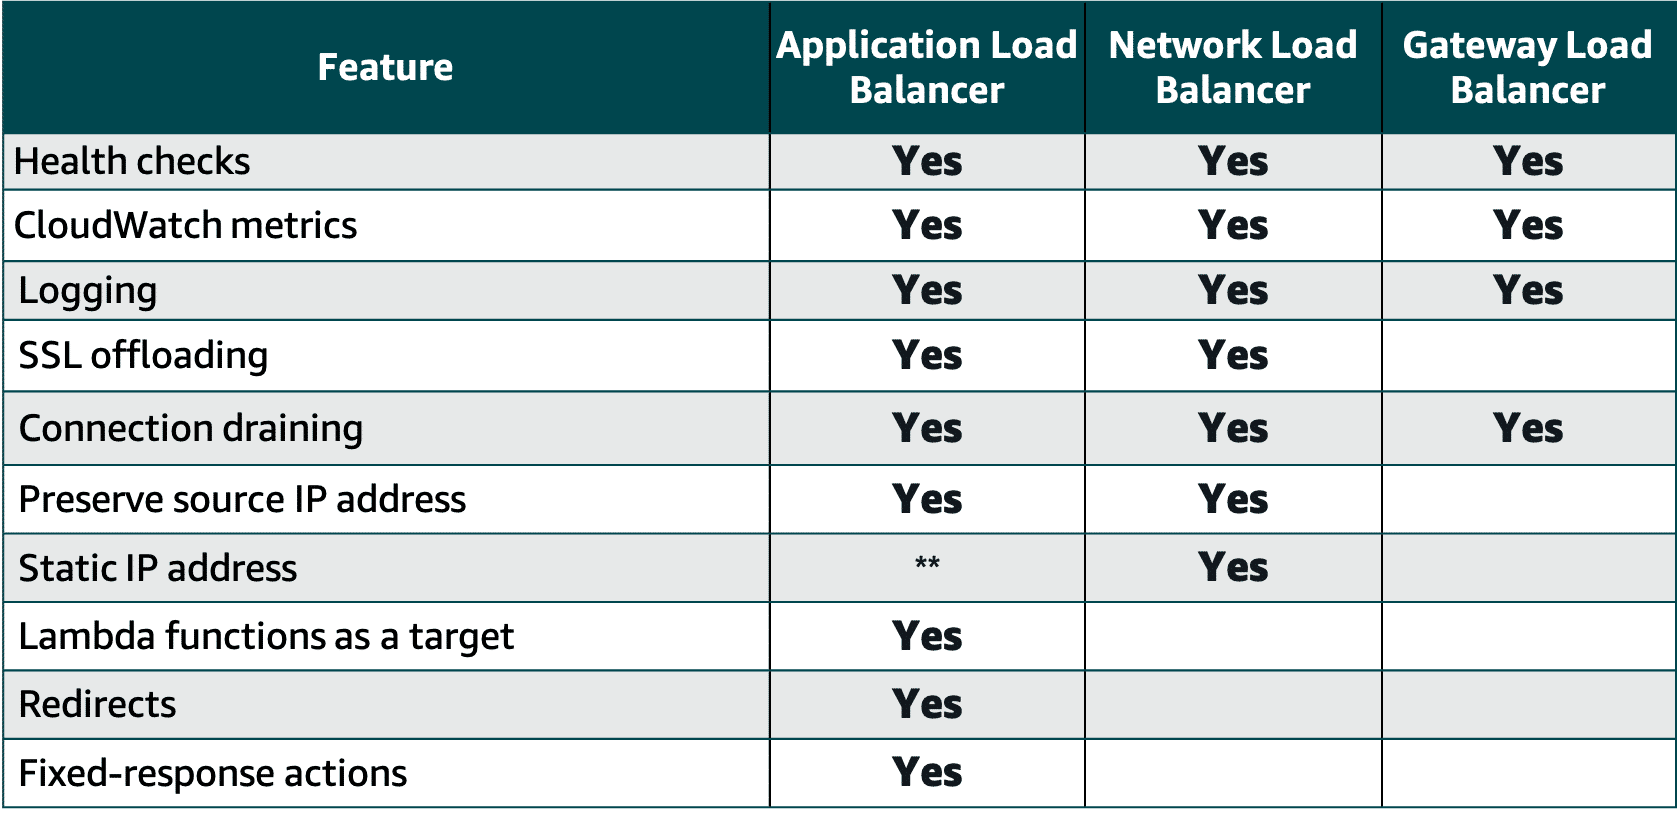 Feature
Application Load
Balancer
Network Load
Balancer
Gateway Load
Balancer
Health checks Yes Yes Yes
CloudWatch metrics Yes Yes Yes
Logging Yes Yes Yes
SSL offloading Yes Yes
Connection draining Yes Yes Yes
Preserve source IP address Yes Yes
Static IP address ** Yes
Lambda functions as a target Yes
Redirects Yes
Fixed-response actions Yes